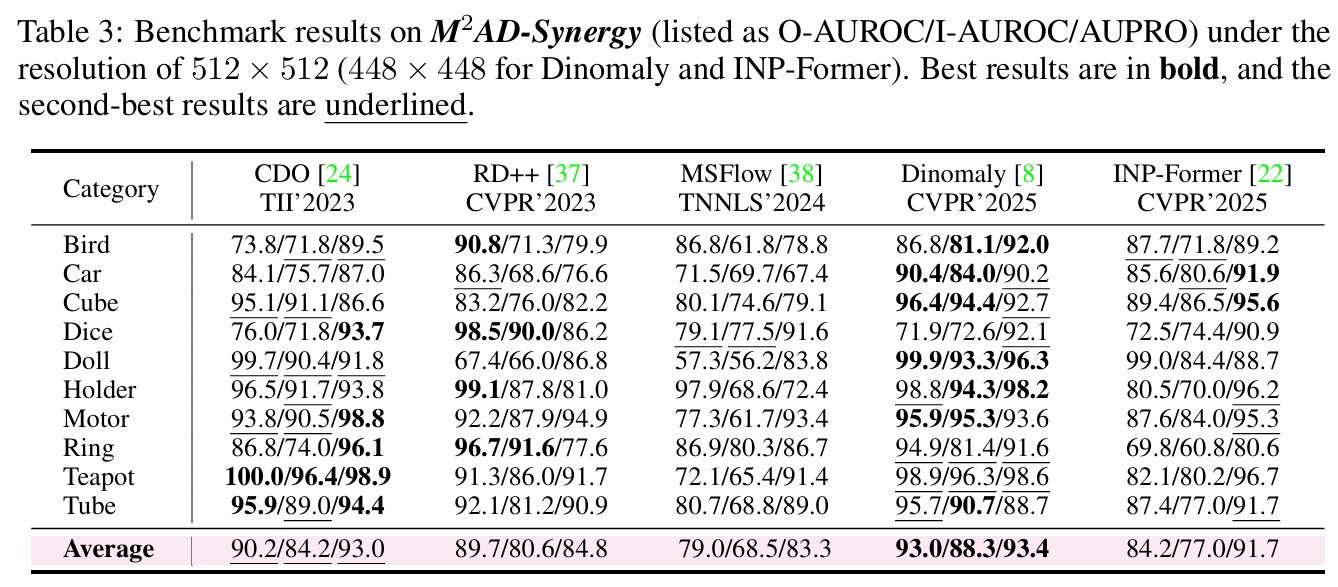 Table 3: Benchmark results on M²AD-Synergy (listed as O-AUROC/I-AUROC/AUPRO) under the
resolution of 512 × 512 (448 × 448 for Dinomaly and INP-Former). Best results are in bold, and the
second-best results are underlined.
Category CDO [24] RD++ [37] MSFlow [38] Dinomaly [8] INP-Former [22]
TII'2023 CVPR'2023 TNNLS'2024 CVPR'2025 CVPR'2025
Bird 73.8/71.8/89.5 90.8/71.3/79.9 86.8/61.8/78.8 86.8/81.1/92.0 87.7/71.8/89.2
Car 84.1/75.7/87.0 86.3/68.6/76.6 71.5/69.7/67.4 90.4/84.0/90.2 85.6/80.6/91.9
Cube 95.1/91.1/86.6 83.2/76.0/82.2 80.1/74.6/79.1 96.4/94.4/92.7 89.4/86.5/95.6
Dice 76.0/71.8/93.7 98.5/90.0/86.2 79.1/77.5/91.6 71.9/72.6/92.1 72.5/74.4/90.9
Doll 99.7/90.4/91.8 67.4/66.0/86.8 57.3/56.2/83.8 99.9/93.3/96.3 99.0/84.4/88.7
Holder 96.5/91.7/93.8 99.1/87.8/81.0 97.9/68.6/72.4 98.8/94.3/98.2 80.5/70.0/96.2
Motor 93.8/90.5/98.8 92.2/87.9/94.9 77.3/61.7/93.4 95.9/95.3/93.6 87.6/84.0/95.3
Ring 86.8/74.0/96.1 96.7/91.6/77.6 86.9/80.3/86.7 94.9/81.4/91.6 69.8/60.8/80.6
Teapot 100.0/96.4/98.9 91.3/86.0/91.7 72.1/65.4/91.4 98.9/96.3/98.6 82.1/80.2/96.7
Tube 95.9/89.0/94.4 92.1/81.2/90.9 80.7/68.8/89.0 95.7/90.7/88.7 87.4/77.0/91.7
Average 90.2/84.2/93.0 89.7/80.6/84.8 79.0/68.5/83.3 93.0/88.3/93.4 84.2/77.0/91.7